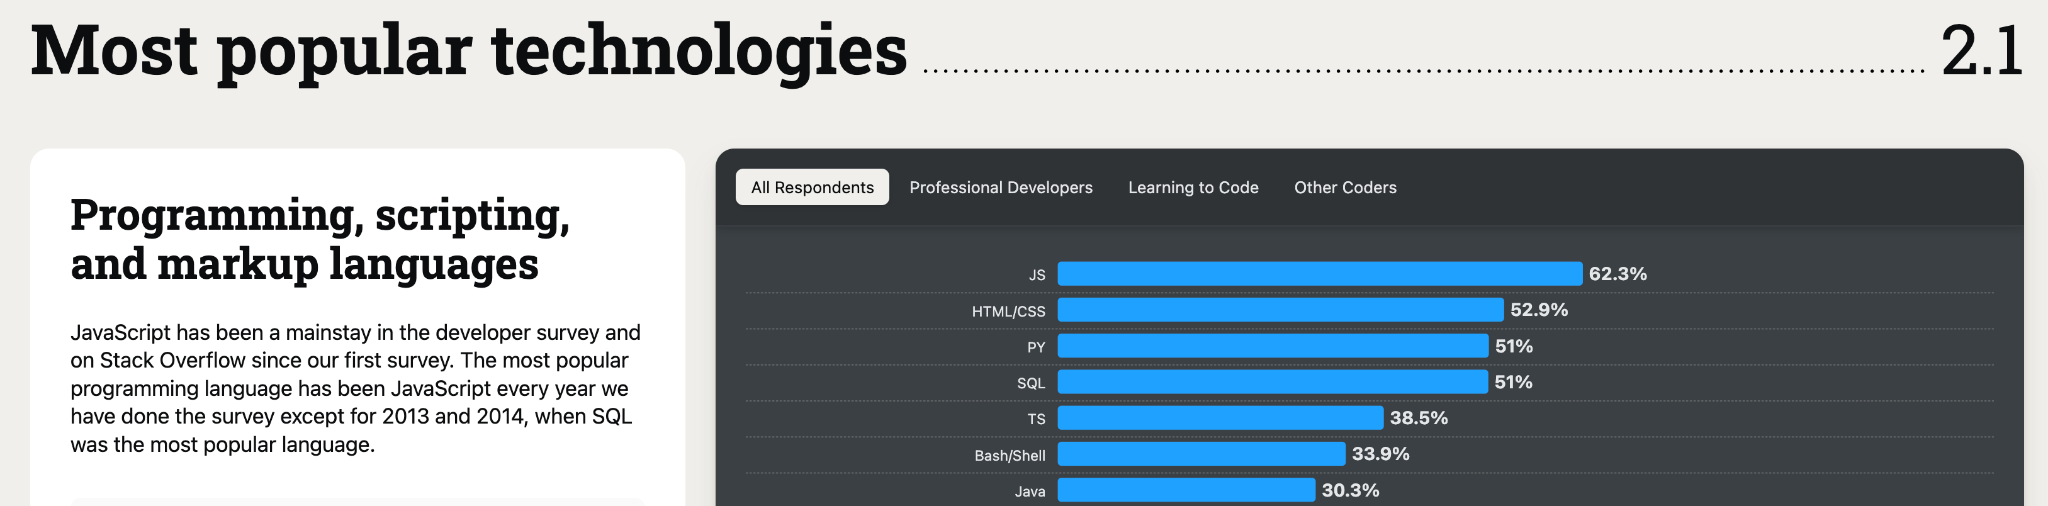 Most popular technologies 2.1
Programming, scripting,
and markup languages
JavaScript has been a mainstay in the developer survey and
on Stack Overflow since our first survey. The most popular
programming language has been JavaScript every year we
have done the survey except for 2013 and 2014, when SQL
was the most popular language.
All Respondents Professional Developers Learning to Code Other Coders
JS 62.3%
HTML/CSS 52.9%
PY 51%
SQL 51%
TS 38.5%
Bash/Shell 33.9%
Java 30.3%